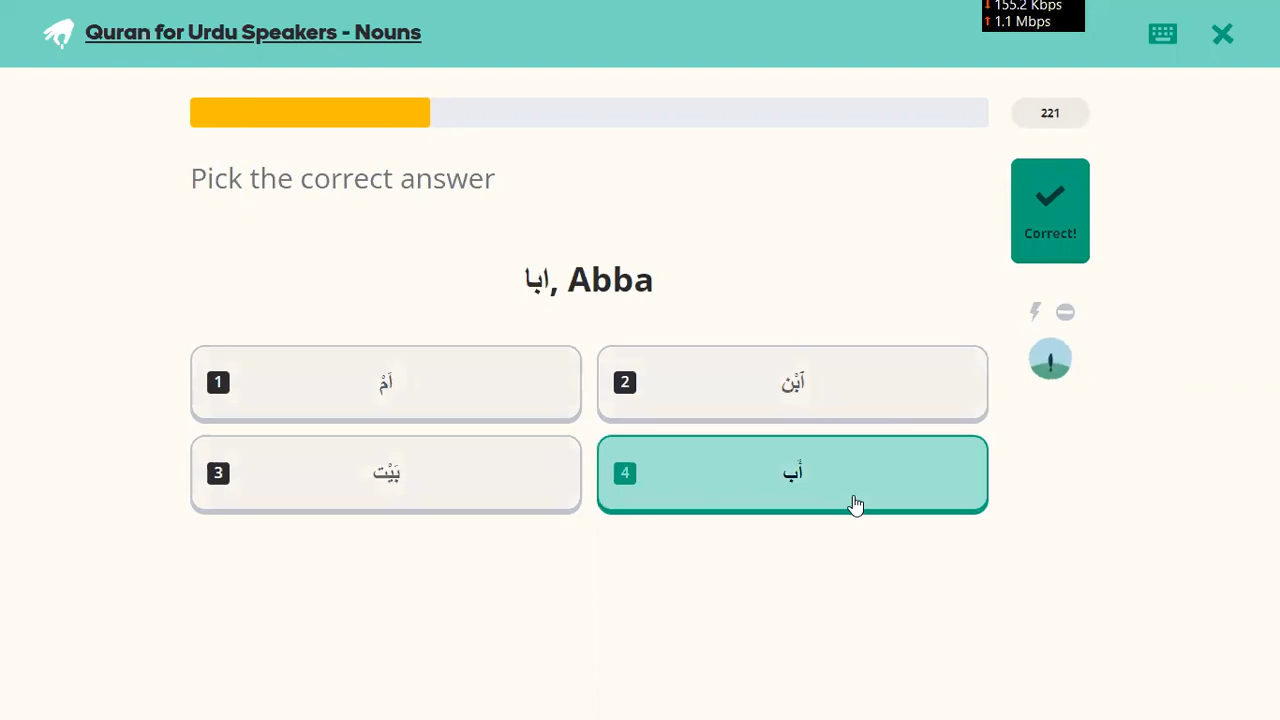 ↓ 155.2 Kbps
↑ 1.1 Mbps
Quran for Urdu Speakers - Nouns
221
Pick the correct answer
Correct!
ابا, Abba
1 اَمْ
2 اَبْن
3 بَيْت
4 أَب